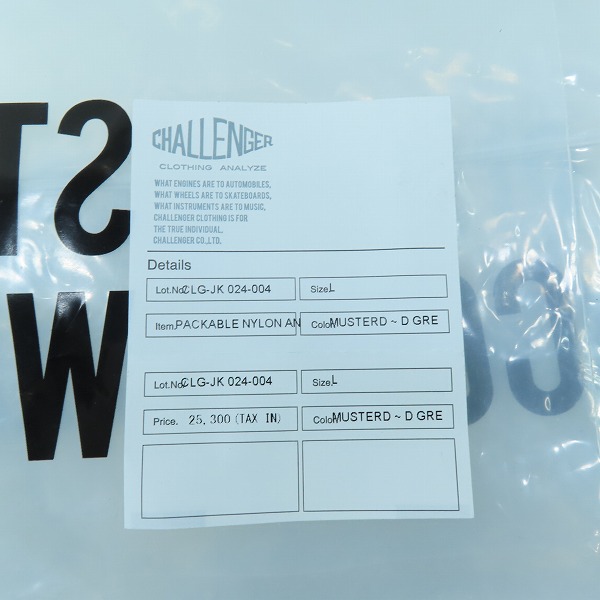 CHALLENGER
CLOTHING ANALYZE
WHAT ENGINES ARE TO AUTOMOBILES,
WHAT WHEELS ARE TO SKATEBOARDS,
WHAT INSTRUMENTS ARE TO MUSIC,
CHALLENGER CLOTHING IS FOR
THE TRUE INDIVIDUAL.
CHALLENGER CO.,LTD.
Details
Lot.No. CLG-JK 024-004 Size. L
Item. PACKABLE NYLON AN Color. MUSTERD ~ D GRE
Lot.No. CLG-JK 024-004 Size. L
Price. 25,300 (TAX IN) Color. MUSTERD ~ D GRE